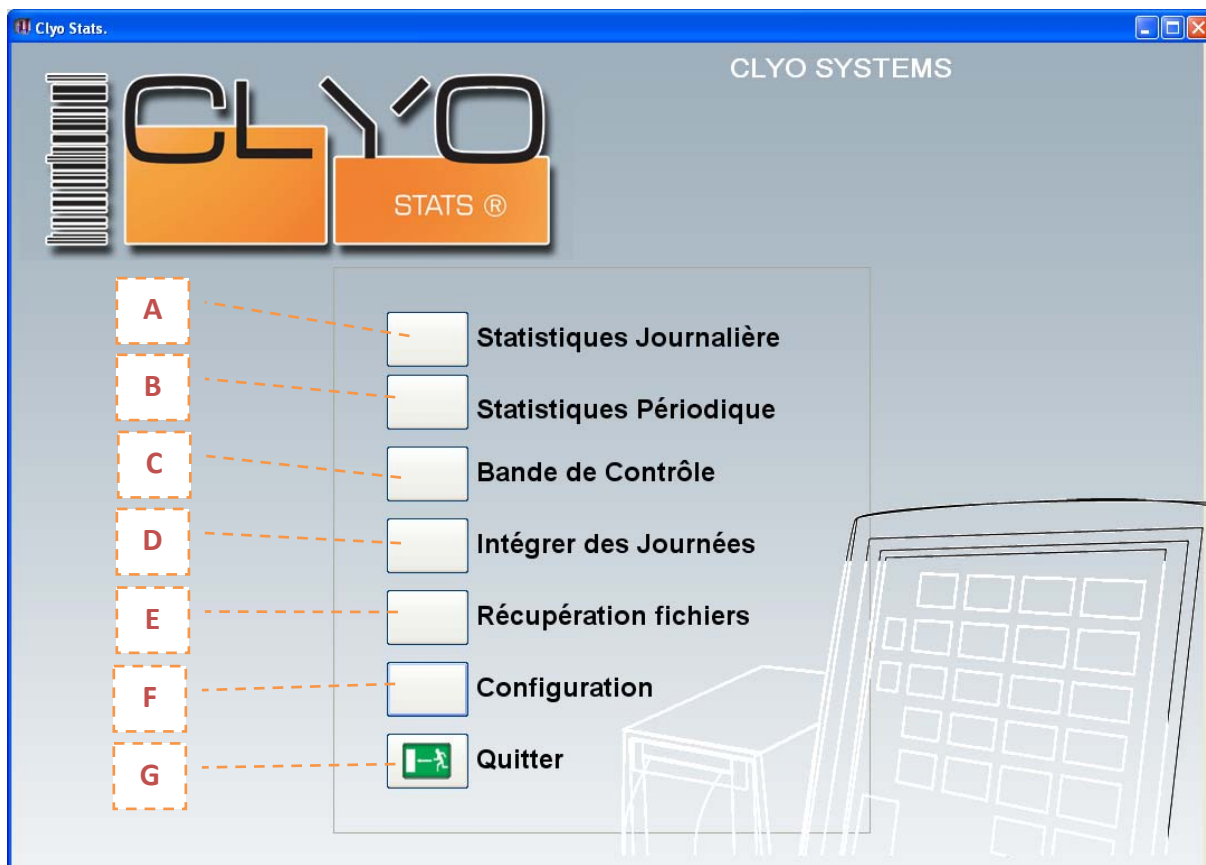 Clyo Stats.
CLYO SYSTEMS
CLYO
STATS ®
A
Statistiques Journalière
B
Statistiques Périodique
C
Bande de Contrôle
D
Intégrer des Journées
E
Récupération fichiers
F
Configuration
G
Quitter